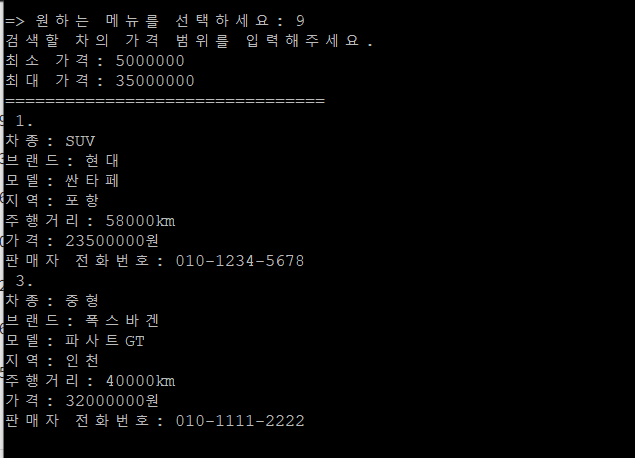 => 원하는 메뉴를 선택하세요: 9
검색할 차의 가격 범위를 입력해주세요.
최소 가격: 5000000
최대 가격: 35000000
================================
1.
차종: SUV
브랜드: 현대
모델: 싼타페
지역: 포항
주행거리: 58000km
가격: 23500000원
판매자 전화번호: 010-1234-5678
3.
차종: 중형
브랜드: 폭스바겐
모델: 파사트GT
지역: 인천
주행거리: 40000km
가격: 32000000원
판매자 전화번호: 010-1111-2222